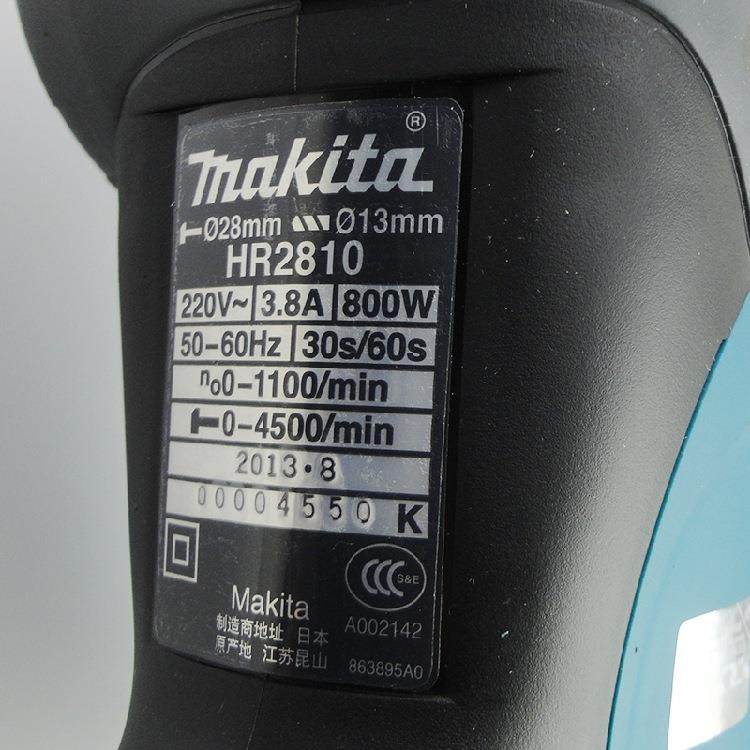 makita®
Ø28mm Ø13mm
HR2810
220V~ 3.8A 800W
50-60Hz 30s/60s
n₀0-1100/min
0-4500/min
2013·8
00004550 K
CCC S&E
Makita
制造商地址 日本 A002142
原产地 江苏昆山 863895A0